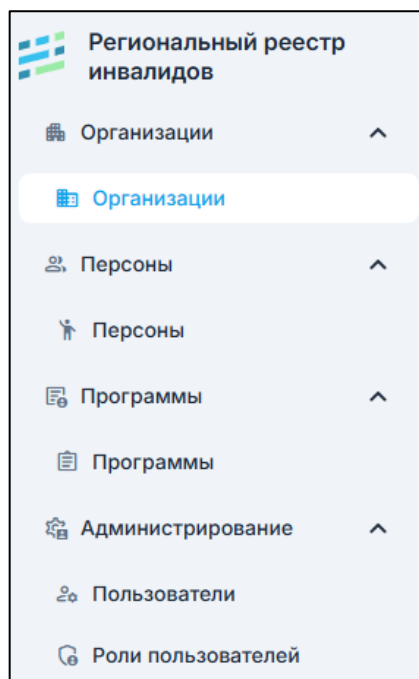 Региональный реестр
инвалидов
Организации
Организации
Персоны
Персоны
Программы
Программы
Администрирование
Пользователи
Роли пользователей